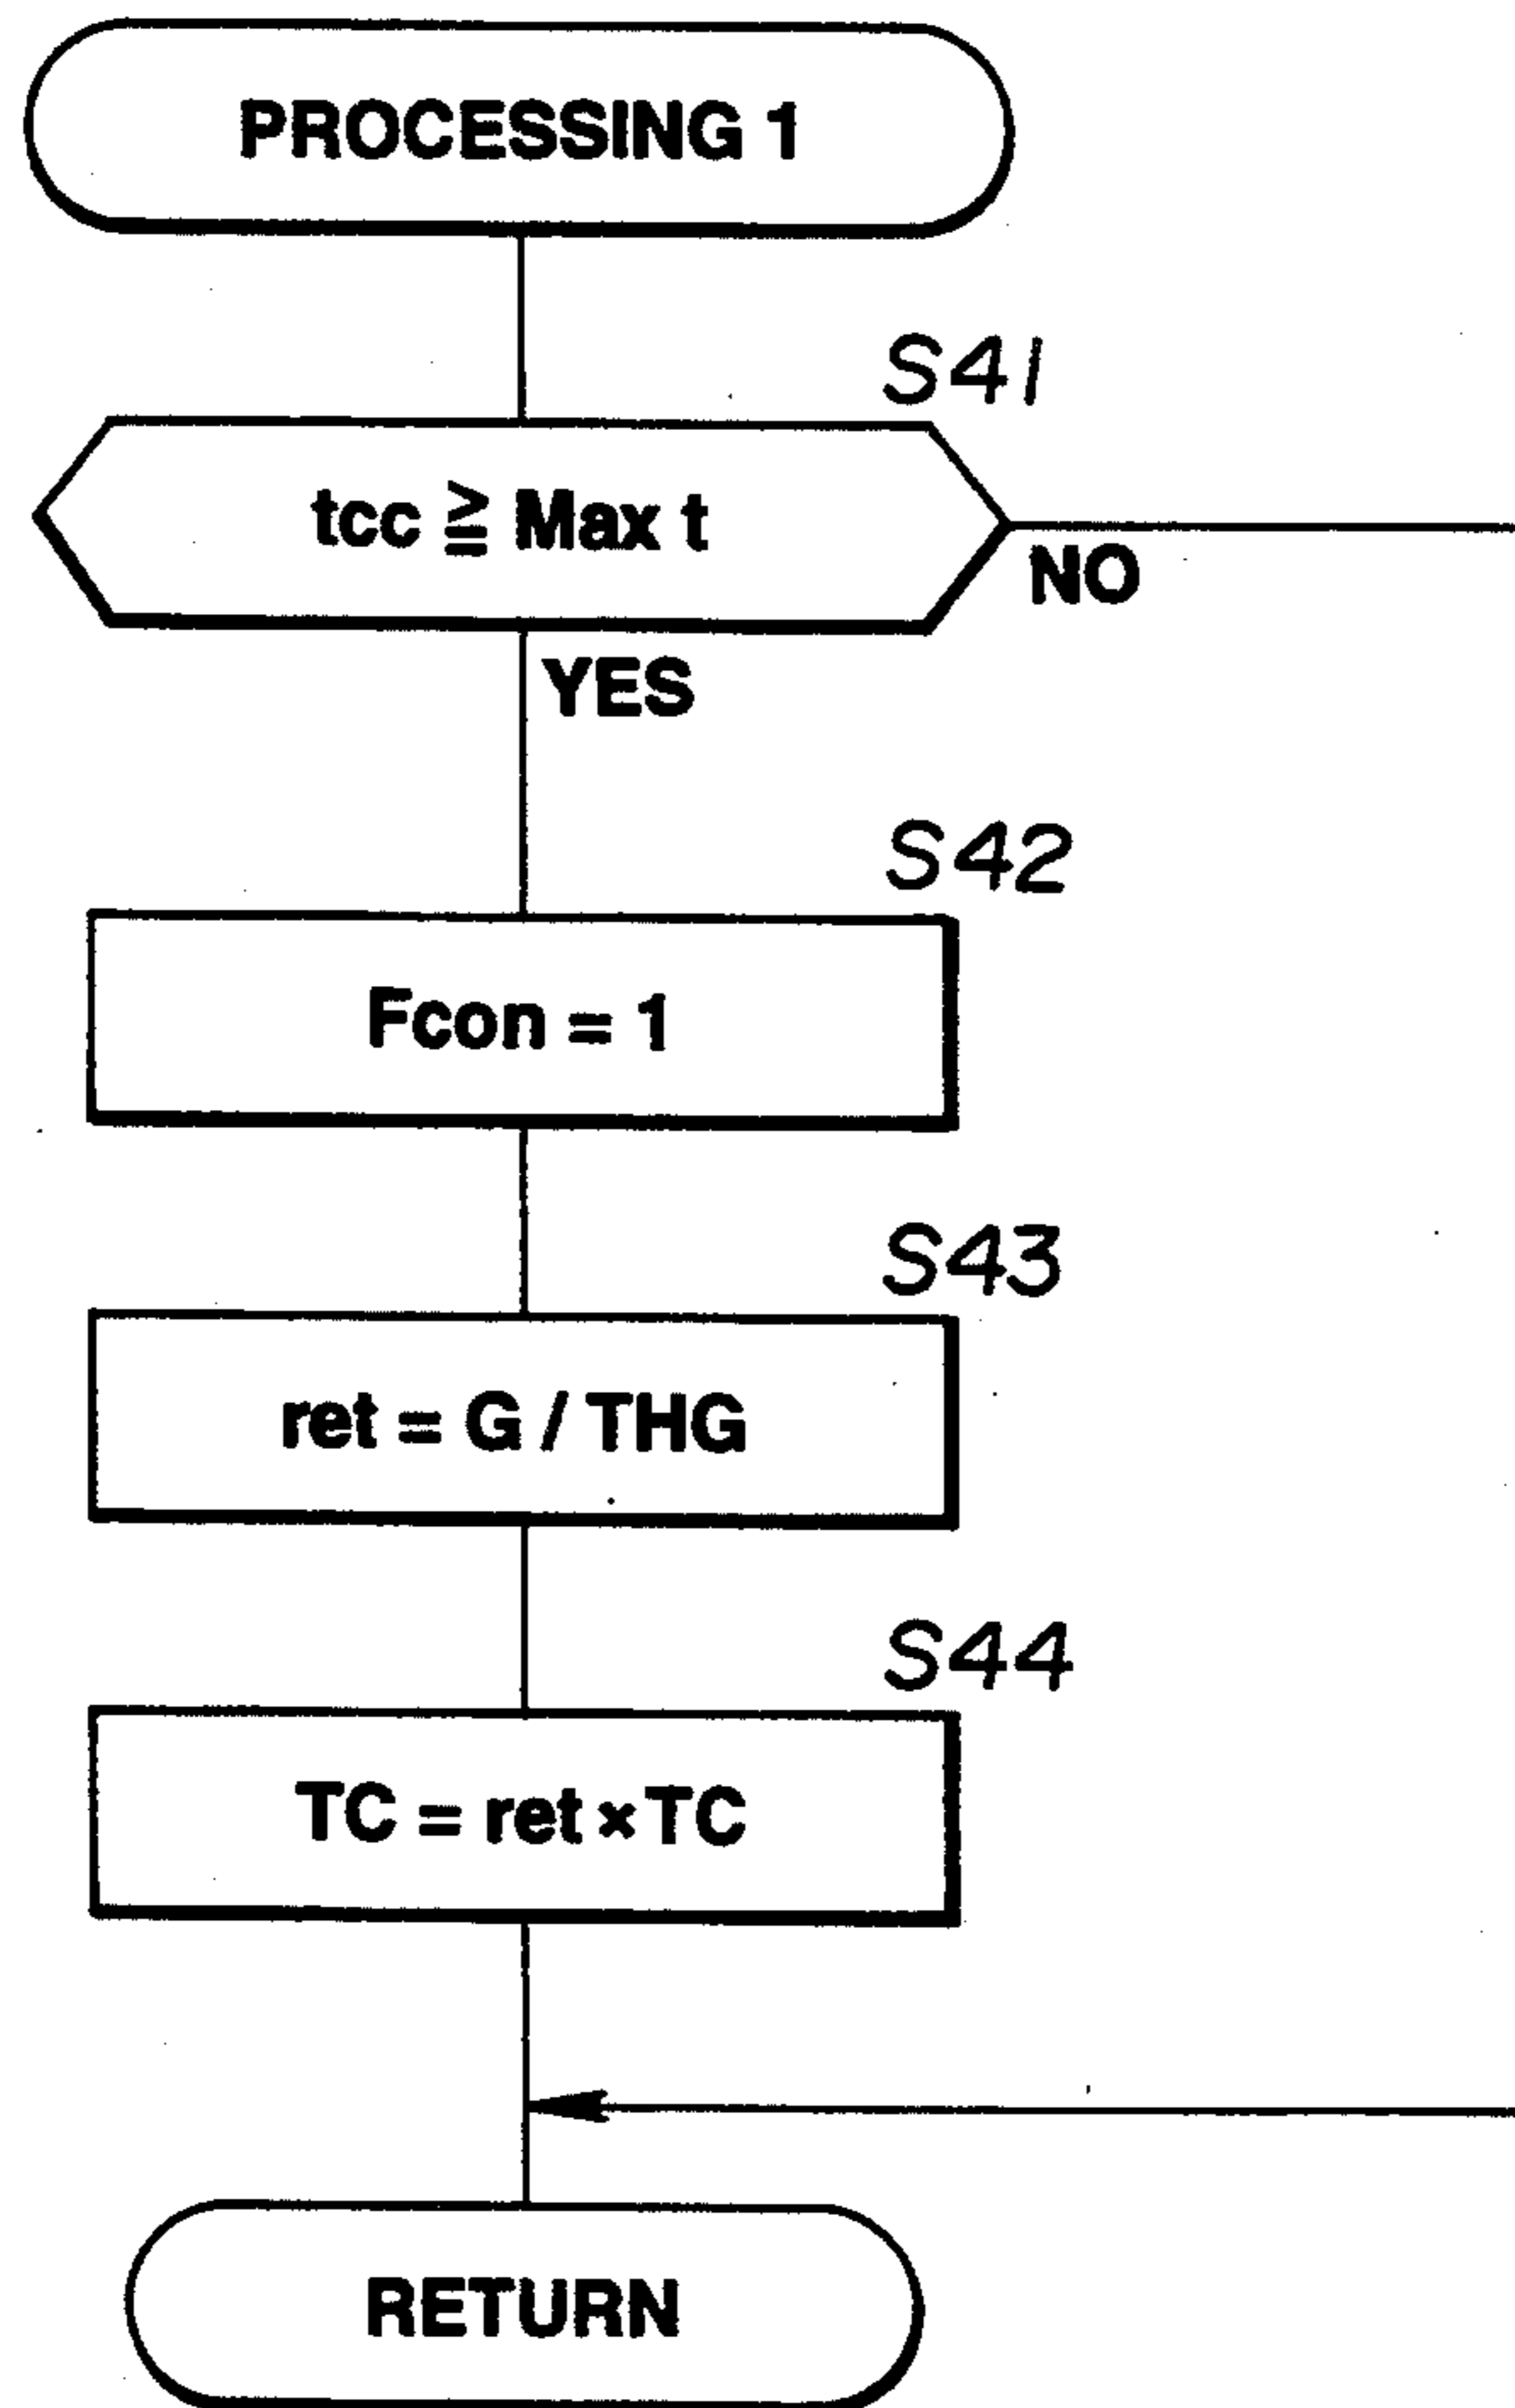 PROCESSING 1
S41
tcc ≧ Max t
NO
YES
S42
Fcon = 1
S43
ret = G / THG
S44
TC = ret × TC
RETURN